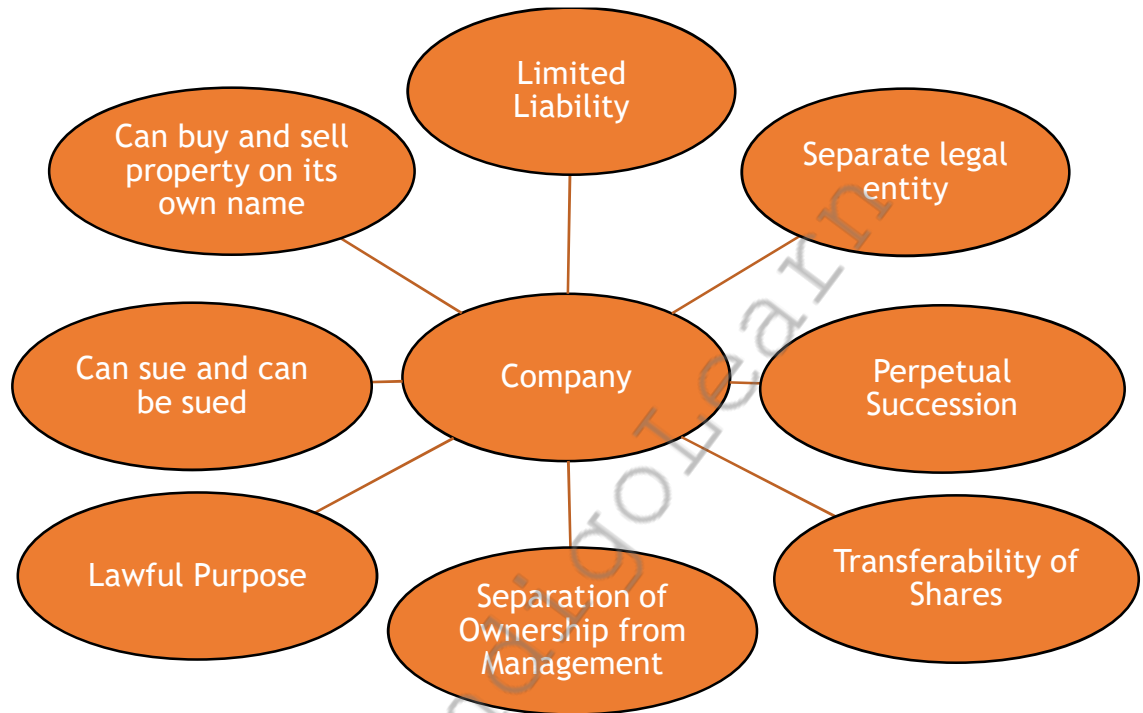 Limited
Liability
Can buy and sell
property on its
own name
Separate legal
entity
Can sue and can
be sued
Company
Perpetual
Succession
Lawful Purpose
Separation of
Ownership from
Management
Transferability of
Shares
ndigoLearn